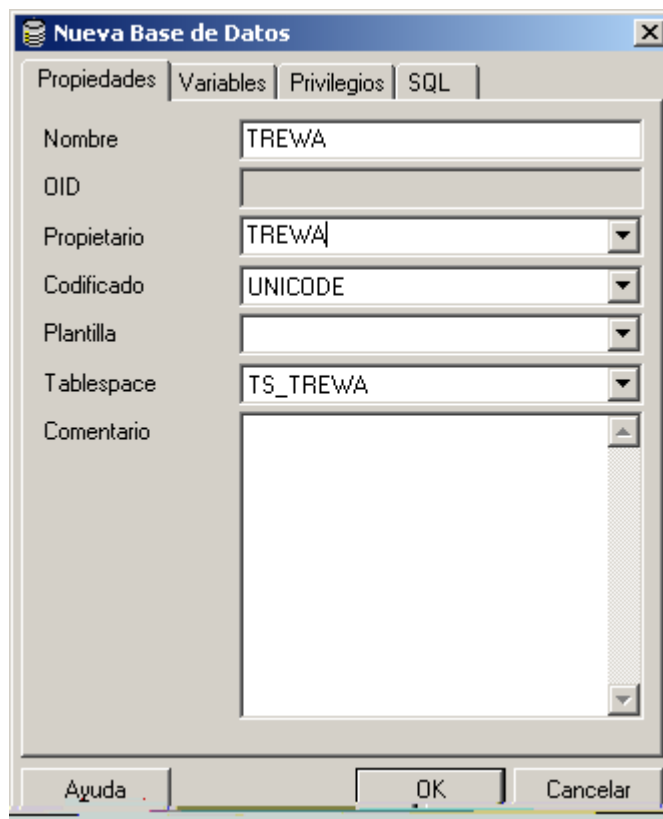 Nueva Base de Datos
Propiedades Variables Privilegios SQL
Nombre TREWA
OID
Propietario TREWA
Codificado UNICODE
Plantilla
Tablespace TS_TREWA
Comentario
Ayuda OK Cancelar